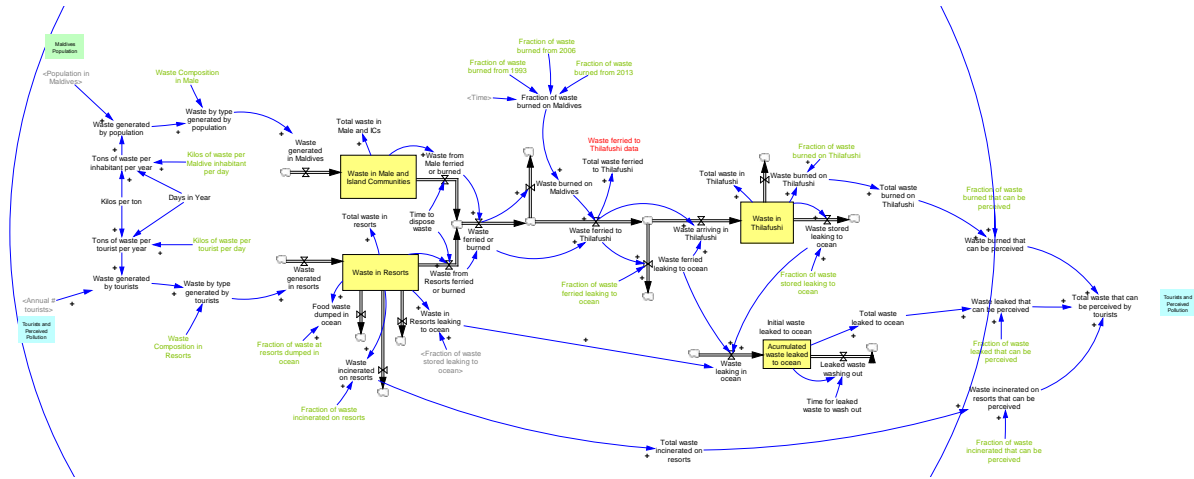 Maldives
Population
<Population in
Maldives>
Waste Composition
in Male
Waste generated
by population
Waste by type
generated by
population
Tons of waste per
inhabitant per year
Kilos of waste per
Maldive inhabitant
per day
Kilos per ton
Days in Year
Tons of waste per
tourist per year
Kilos of waste per
tourist per day
Waste generated
by tourists
Waste by type
generated by
tourists
<Annual #
tourists>
Tourists and
Perceived
Pollution
Waste
Composition in
Resorts
Waste
generated
in Maldives
Total waste in
Male and ICs
Waste in Male and
Island Communities
Waste from
Male ferried
or burned
Total waste in
resorts
Time to
dispose
waste
Waste
generated
in resorts
Waste in Resorts
Waste from
Resorts ferried
or burned
Waste
ferried or
burned
Food waste
dumped in
ocean
Fraction of waste at
resorts dumped in
ocean
Waste in
Resorts leaking
to ocean
<Fraction of waste
stored leaking to
ocean>
Waste
incinerated
on resorts
Fraction of waste
incinerated on resorts
Fraction of waste
burned from 2006
Fraction of waste
burned from 1993
Fraction of waste
burned from 2013
<Time>
Fraction of waste
burned on Maldives
Waste ferried to
Thilafushi data
Total waste ferried
to Thilafushi
Waste burned on
Maldives
Waste ferried to
Thilafushi
Waste arriving in
Thilafushi
Waste ferried
leaking to ocean
Fraction of waste
ferried leaking to
ocean
Total waste in
Thilafushi
Fraction of waste
burned on Thilafushi
Waste burned on
Thilafushi
Waste in
Thilafushi
Total waste
burned on
Thilafushi
Waste stored
leaking to
ocean
Fraction of waste
stored leaking to
ocean
Initial waste
leaked to ocean
Total waste
leaked to ocean
Waste
leaking in
ocean
Acumulated
waste leaked
to ocean
Leaked waste
washing out
Time for leaked
waste to wash out
Total waste
incinerated on
resorts
Fraction of waste
burned that can be
perceived
Waste burned that
can be perceived
Waste leaked that
can be perceived
Fraction of waste
leaked that can be
perceived
Total waste that can
be perceived by
tourists
Tourists and
Perceived
Pollution
Waste incinerated on
resorts that can be
perceived
Fraction of waste
incinerated that can be
perceived